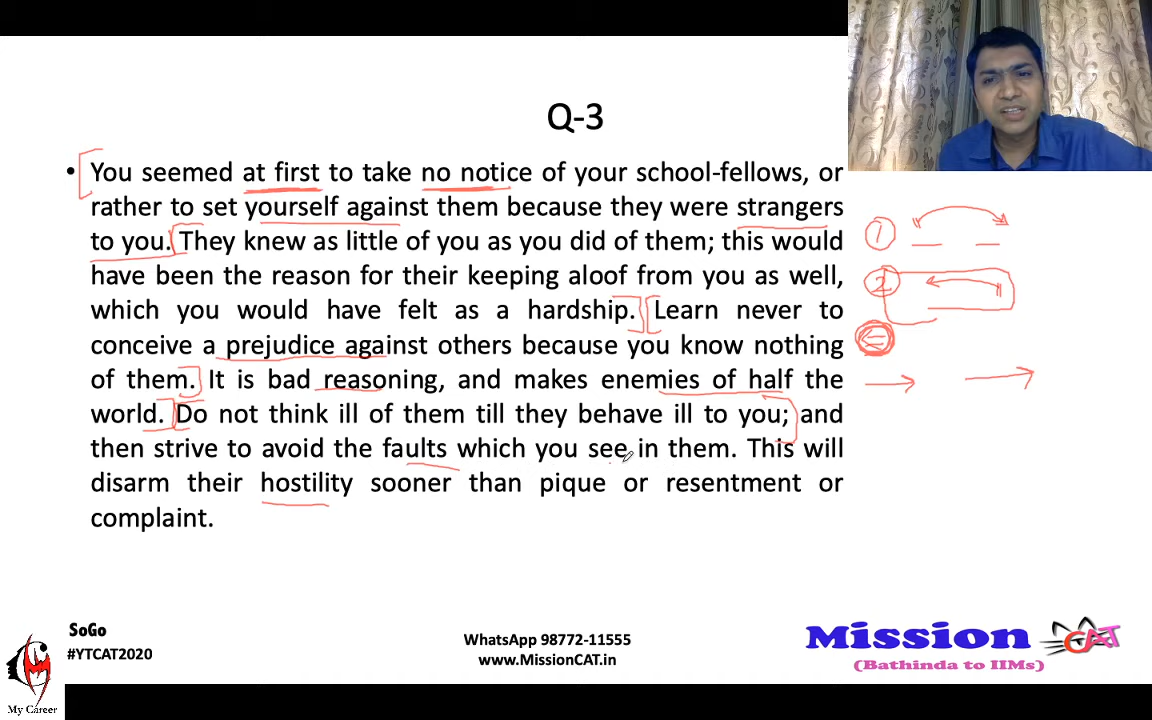 Q-3
• You seemed at first to take no notice of your school-fellows, or
rather to set yourself against them because they were strangers
to you. They knew as little of you as you did of them; this would
have been the reason for their keeping aloof from you as well,
which you would have felt as a hardship. Learn never to
conceive a prejudice against others because you know nothing
of them. It is bad reasoning, and makes enemies of half the
world. Do not think ill of them till they behave ill to you; and
then strive to avoid the faults which you see in them. This will
disarm their hostility sooner than pique or resentment or
complaint.
1
2
SoGo
#YTCAT2020
WhatsApp 98772-11555
www.MissionCAT.in
Mission CAT
(Bathinda to IIMs)
My Career